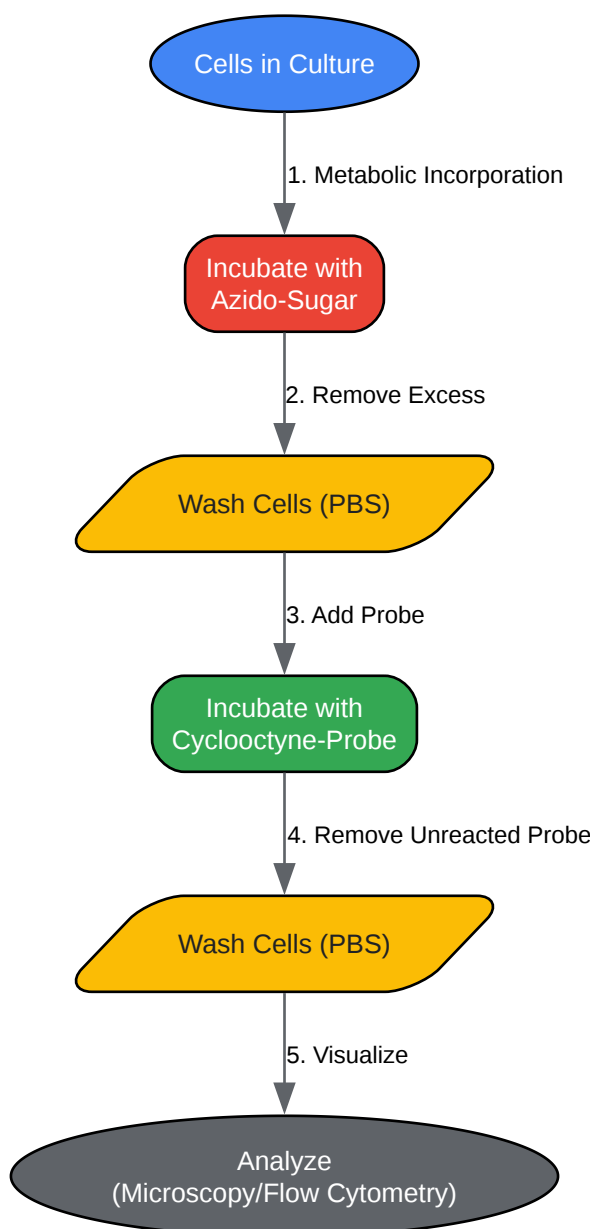 Cells in Culture
1. Metabolic Incorporation
Incubate with
Azido-Sugar
2. Remove Excess
Wash Cells (PBS)
3. Add Probe
Incubate with
Cyclooctyne-Probe
4. Remove Unreacted Probe
Wash Cells (PBS)
5. Visualize
Analyze
(Microscopy/Flow Cytometry)